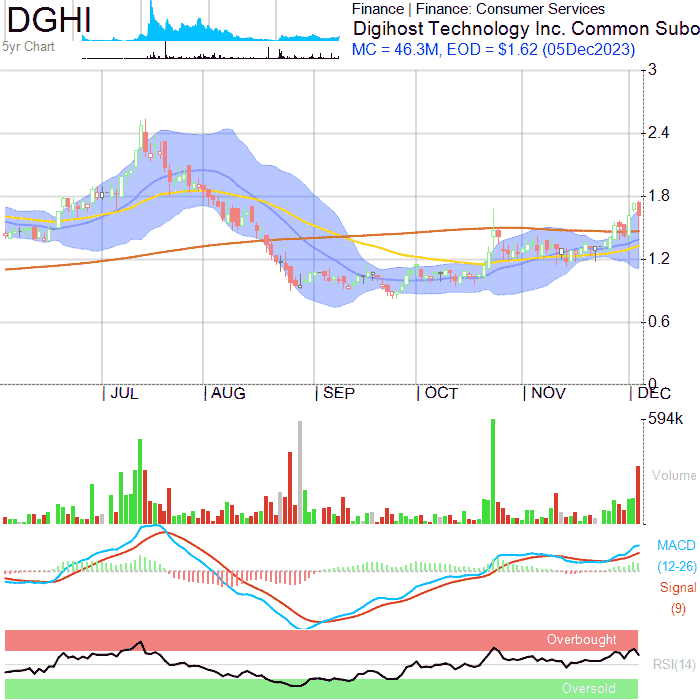 DGHI
5yr Chart
Finance | Finance: Consumer Services
Digihost Technology Inc. Common Subo
MC = 46.3M, EOD = $1.62 (05Dec2023)
3
2.4
1.8
1.2
0.6
0
JUL AUG SEP OCT NOV DEC
594k
Volume
MACD
(12-26)
Signal
(9)
Overbought
RSI(14)
Oversold